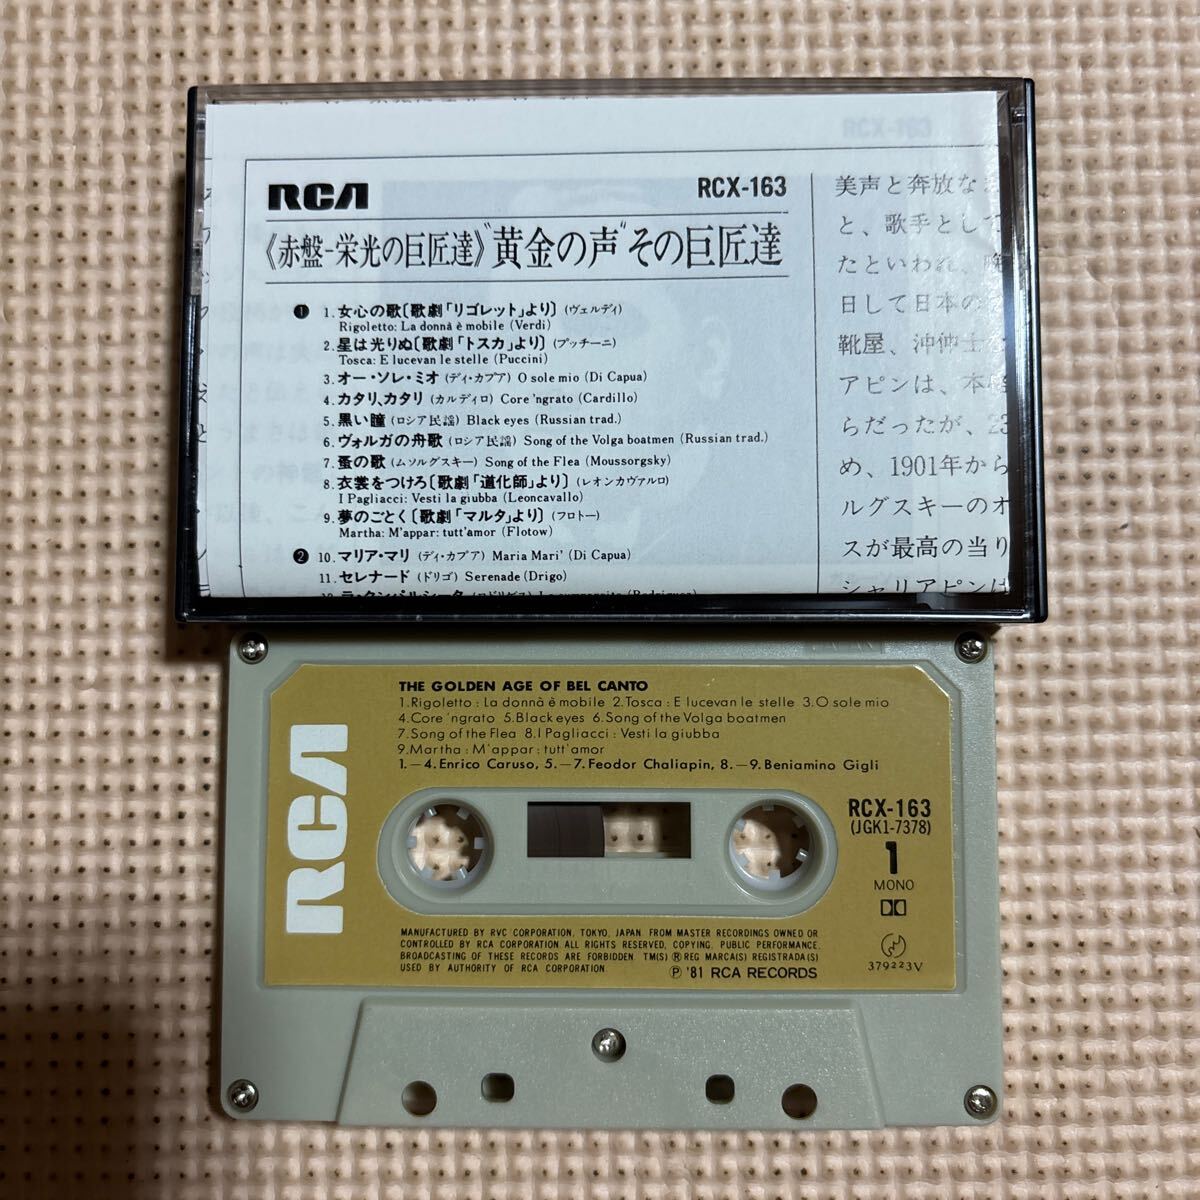 RCX-163
RCA
RCX-163
《赤盤-栄光の巨匠達》"黄金の声"その巨匠達
❶ 1. 女心の歌〔歌劇「リゴレット」より〕(ヴェルディ)
Rigoletto: La donnà è mobile (Verdi)
2. 星は光りぬ〔歌劇「トスカ」より〕(プッチーニ)
Tosca: E lucevan le stelle (Puccini)
3. オー・ソレ・ミオ (ディ・カプア) O sole mio (Di Capua)
4. カタリ、カタリ (カルディロ) Core 'ngrato (Cardillo)
5. 黒い瞳 (ロシア民謡) Black eyes (Russian trad.)
6. ヴォルガの舟歌 (ロシア民謡) Song of the Volga boatmen (Russian trad.)
7. 蚤の歌 (ムソルグスキー) Song of the Flea (Moussorgsky)
8. 衣裳をつけろ〔歌劇「道化師」より〕(レオンカヴァルロ)
I Pagliacci: Vesti la giubba (Leoncavallo)
9. 夢のごとく〔歌劇「マルタ」より〕(フロトー)
Martha: M'appar: tutt'amor (Flotow)
❷ 10. マリア・マリ (ディ・カプア) Maria Mari' (Di Capua)
11. セレナード (ドリゴ) Serenade (Drigo)
美声と奔放な
と、歌手として
たといわれ、
日して日本の
靴屋、沖仲士
アピンは、本
らだったが、23
め、1901年から
ルグスキーのオ
スが最高の当り
シャリアピンは
RCA
THE GOLDEN AGE OF BEL CANTO
1.Rigoletto : La donnà è mobile 2.Tosca : E lucevan le stelle 3.O sole mio
4.Core 'ngrato 5.Black eyes 6.Song of the Volga boatmen
7.Song of the Flea 8.I Pagliacci : Vesti la giubba
9.Martha : M'appar : tutt'amor
1.—4. Enrico Caruso, 5.—7. Feodor Chaliapin, 8.—9. Beniamino Gigli
RCX-163
(JGK1-7378)
1
MONO
379223V
MANUFACTURED BY RVC CORPORATION, TOKYO, JAPAN. FROM MASTER RECORDINGS OWNED OR
CONTROLLED BY RCA CORPORATION. ALL RIGHTS RESERVED, COPYING, PUBLIC PERFORMANCE,
BROADCASTING OF THESE RECORDS ARE FORBIDDEN TM(S) ® REG MARCA(S) REGISTRADA(S)
USED BY AUTHORITY OF RCA CORPORATION
℗ '81 RCA RECORDS